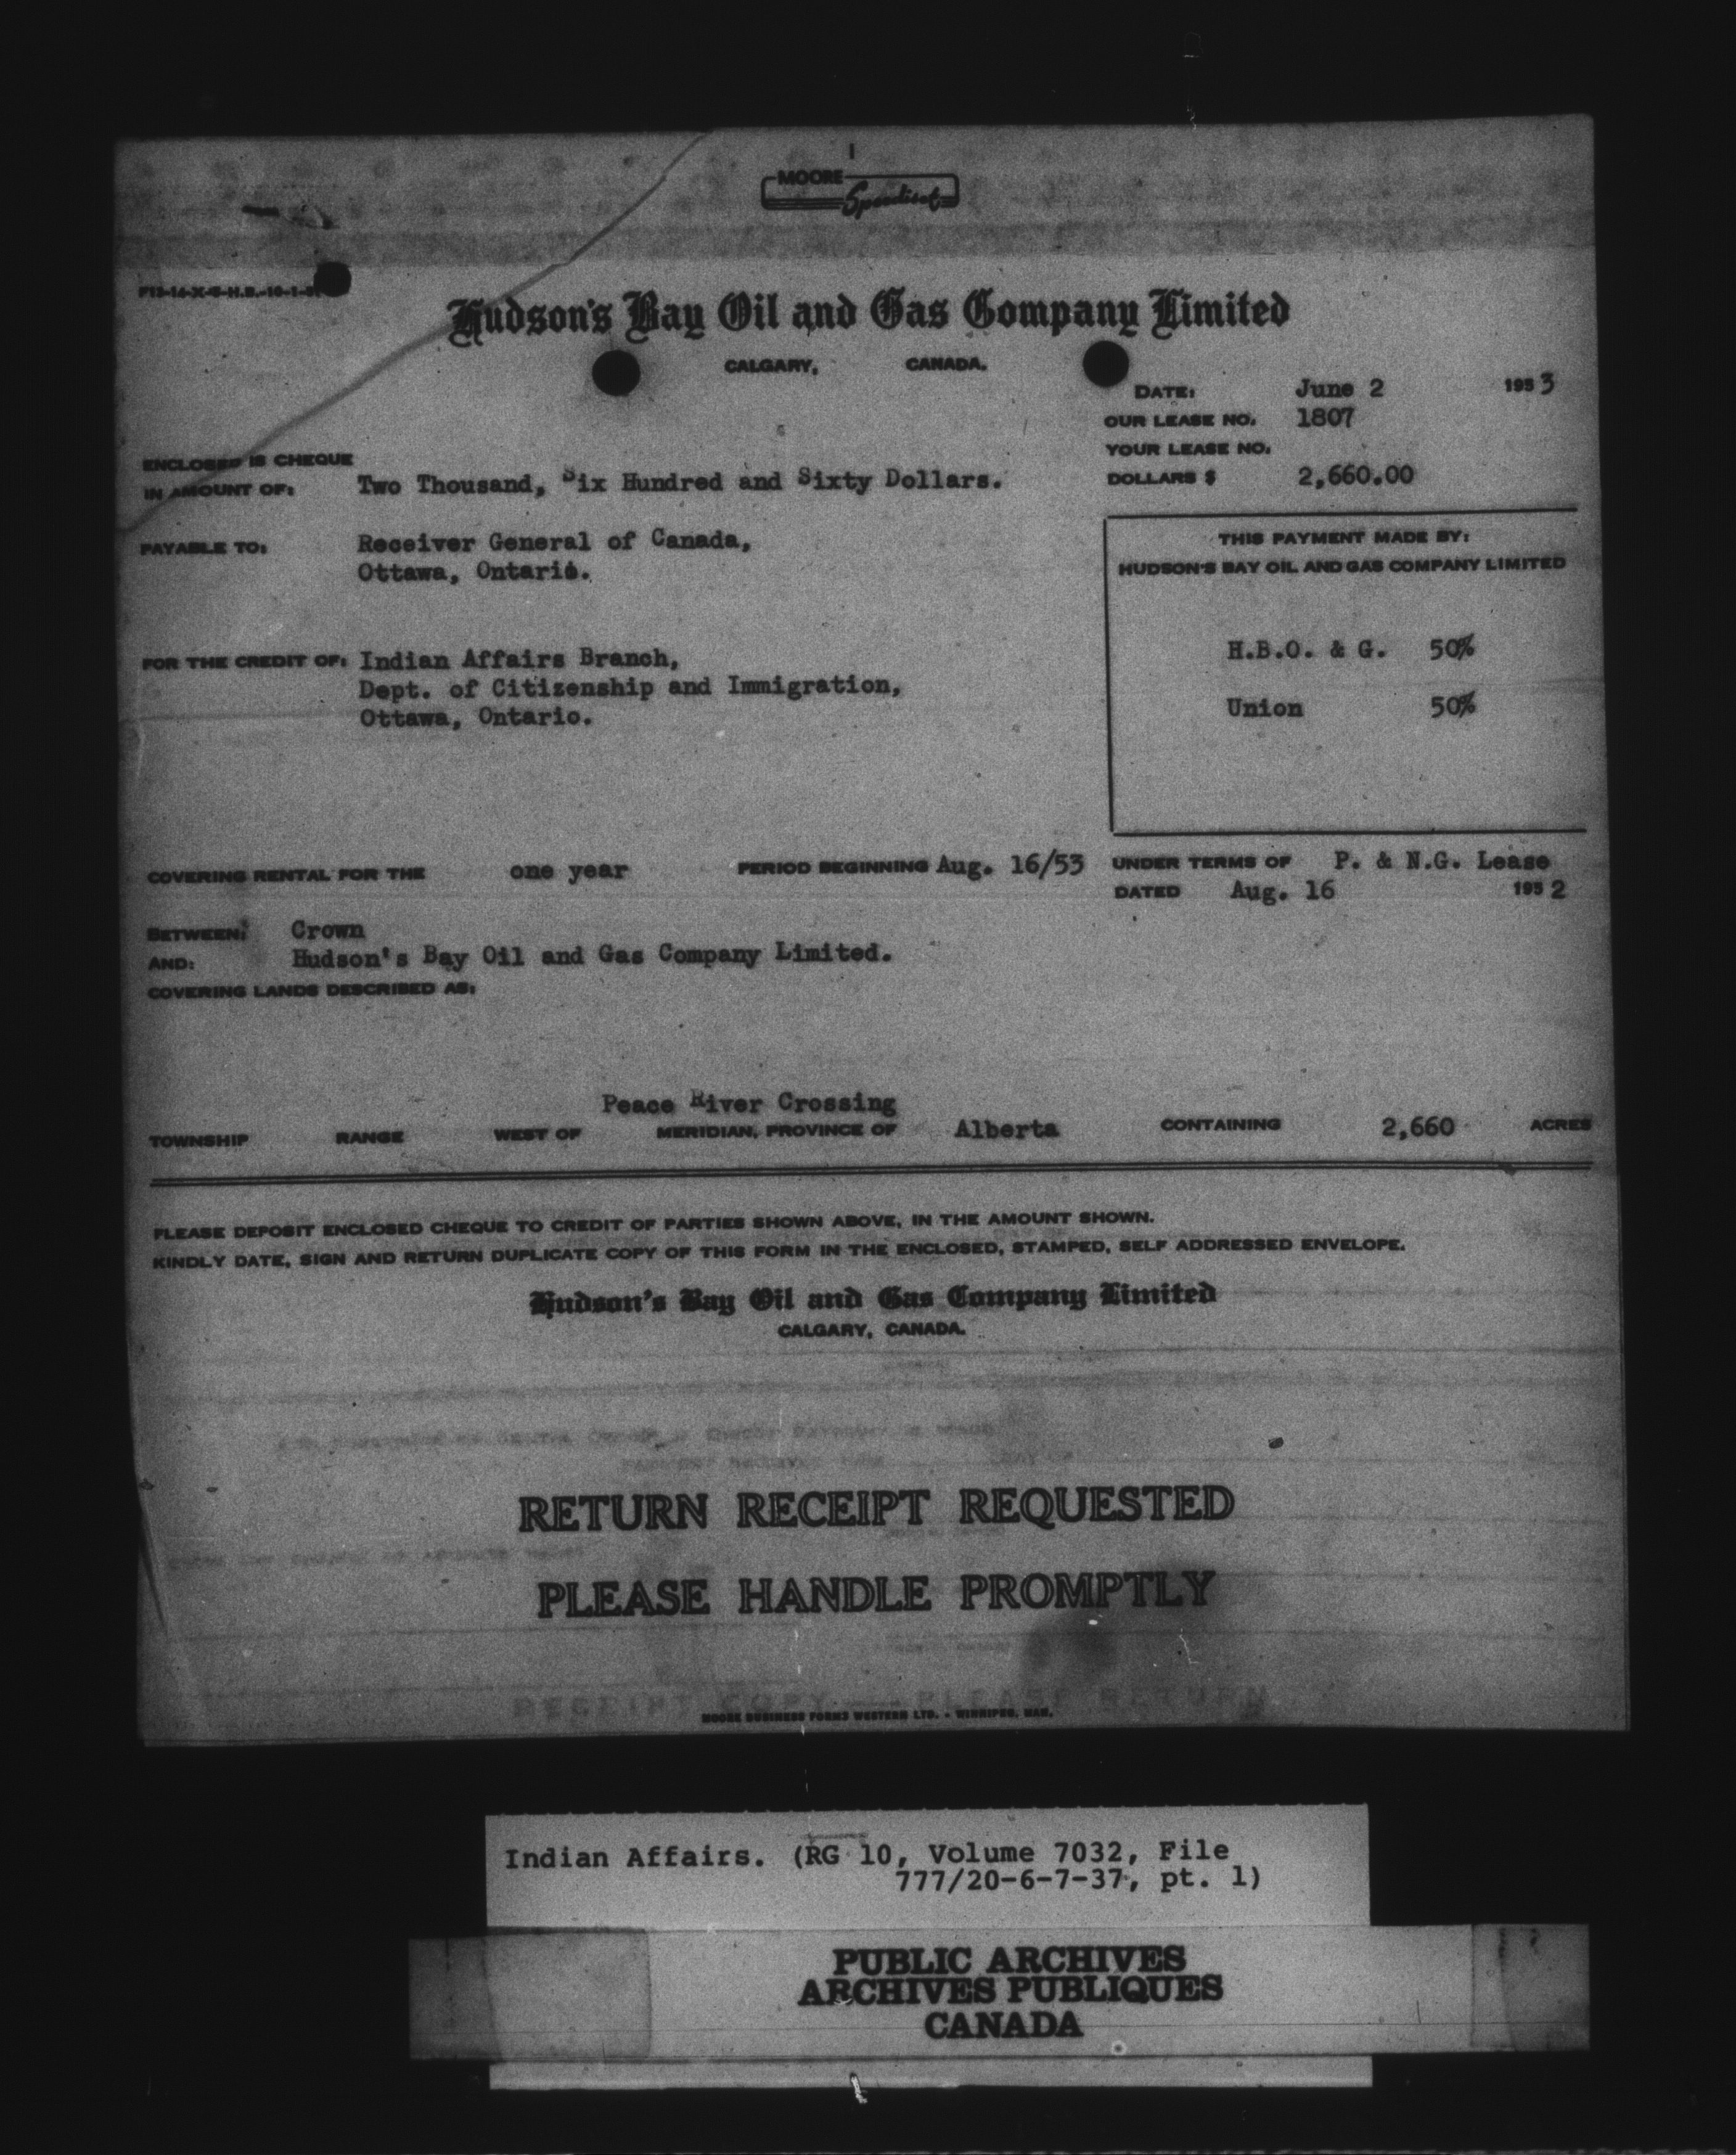 MOORE
Speediset
Hudson's Bay Oil and Gas Company Limited
CALGARY, CANADA.
DATE: June 2 1953
OUR LEASE NO. 1807
YOUR LEASE NO.
DOLLARS $ 2,660.00
ENCLOSED IS CHEQUE
IN AMOUNT OF: Two Thousand, Six Hundred and Sixty Dollars.
PAYABLE TO: Receiver General of Canada,
Ottawa, Ontario.
THIS PAYMENT MADE BY:
HUDSON'S BAY OIL AND GAS COMPANY LIMITED
H.B.O. & G. 50%
Union 50%
FOR THE CREDIT OF: Indian Affairs Branch,
Dept. of Citizenship and Immigration,
Ottawa, Ontario.
COVERING RENTAL FOR THE one year PERIOD BEGINNING Aug. 16/53 UNDER TERMS OF P. & N.G. Lease
DATED Aug. 16 1952
BETWEEN: Crown
AND: Hudson's Bay Oil and Gas Company Limited.
COVERING LANDS DESCRIBED AS:
Peace River Crossing
TOWNSHIP RANGE WEST OF MERIDIAN, PROVINCE OF Alberta CONTAINING 2,660 ACRES
PLEASE DEPOSIT ENCLOSED CHEQUE TO CREDIT OF PARTIES SHOWN ABOVE, IN THE AMOUNT SHOWN.
KINDLY DATE, SIGN AND RETURN DUPLICATE COPY OF THIS FORM IN THE ENCLOSED, STAMPED, SELF ADDRESSED ENVELOPE.
Hudson's Bay Oil and Gas Company Limited
CALGARY, CANADA.
RETURN RECEIPT REQUESTED
PLEASE HANDLE PROMPTLY
RECEIPT COPY — PLEASE RETURN
MOORE BUSINESS FORMS WESTERN LTD. - WINNIPEG, MAN.
Indian Affairs. (RG 10, Volume 7032, File
777/20-6-7-37, pt. 1)
PUBLIC ARCHIVES
ARCHIVES PUBLIQUES
CANADA